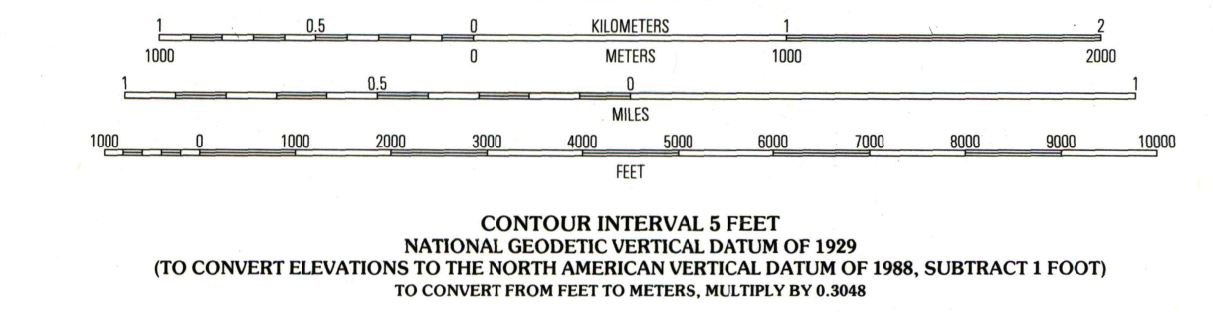 1 0.5 0 KILOMETERS 1 2
1000 0 METERS 1000 2000
1 0.5 0 1
MILES
1000 0 1000 2000 3000 4000 5000 6000 7000 8000 9000 10000
FEET
CONTOUR INTERVAL 5 FEET
NATIONAL GEODETIC VERTICAL DATUM OF 1929
(TO CONVERT ELEVATIONS TO THE NORTH AMERICAN VERTICAL DATUM OF 1988, SUBTRACT 1 FOOT)
TO CONVERT FROM FEET TO METERS, MULTIPLY BY 0.3048